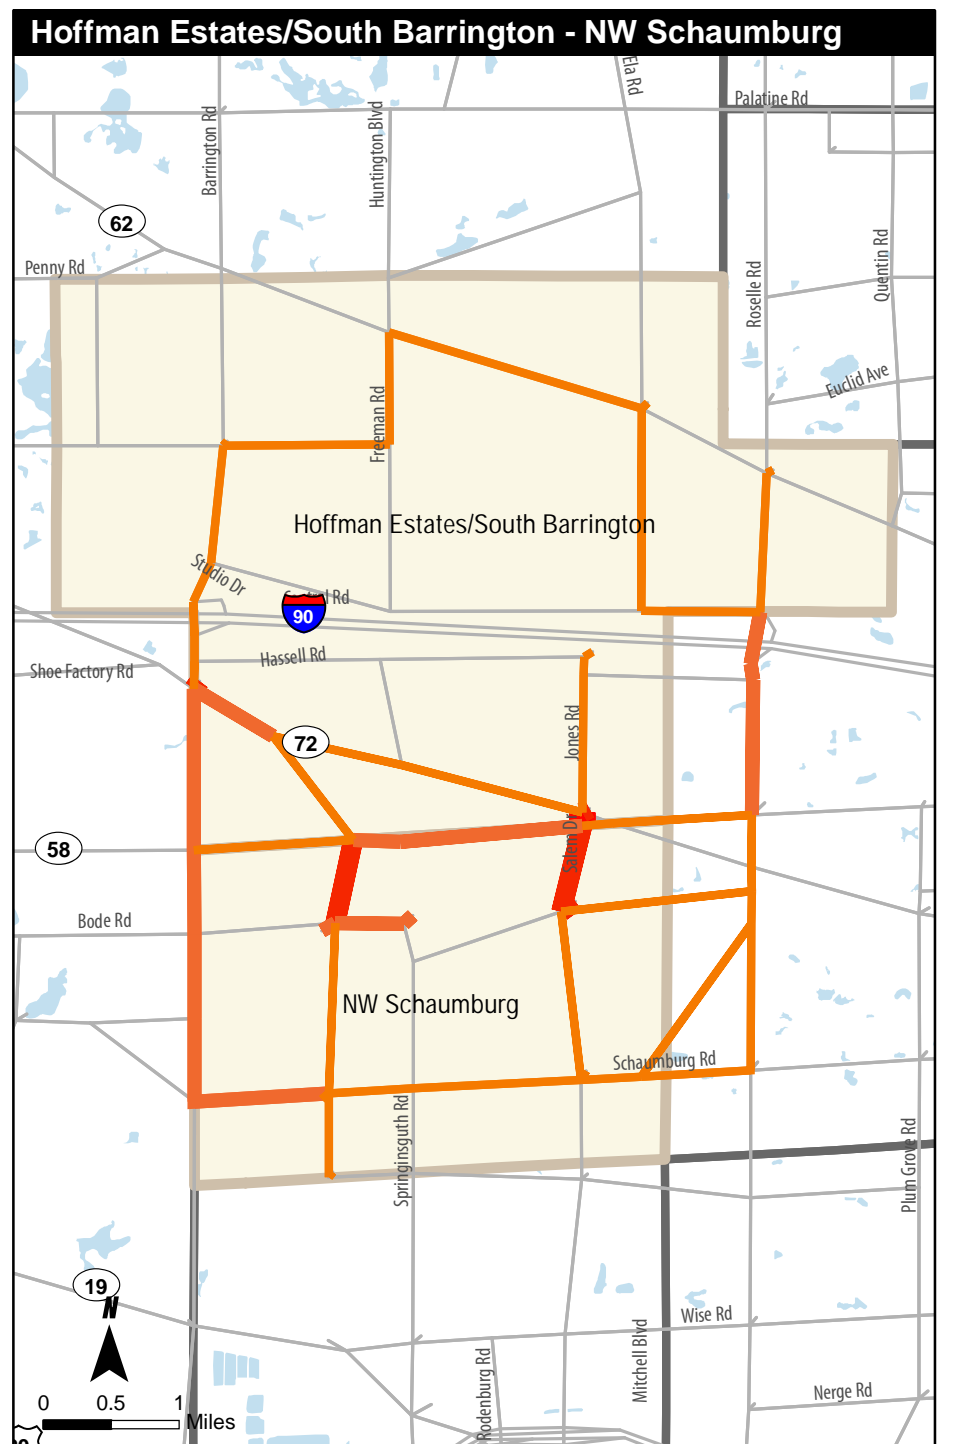 Hoffman Estates/South Barrington - NW Schaumburg
Ela Rd
Palatine Rd
Barrington Rd
Huntington Blvd
62
Penny Rd
Roselle Rd
Quentin Rd
Euclid Ave
Freeman Rd
Hoffman Estates/South Barrington
Studio Dr
Central Rd
90
Hassell Rd
Shoe Factory Rd
72
Jones Rd
Salem Dr
58
Bode Rd
NW Schaumburg
Schaumburg Rd
Springinsguth Rd
Plum Grove Rd
19
N
Wise Rd
Mitchell Blvd
Rodenburg Rd
Nerge Rd
0 0.5 1
Miles